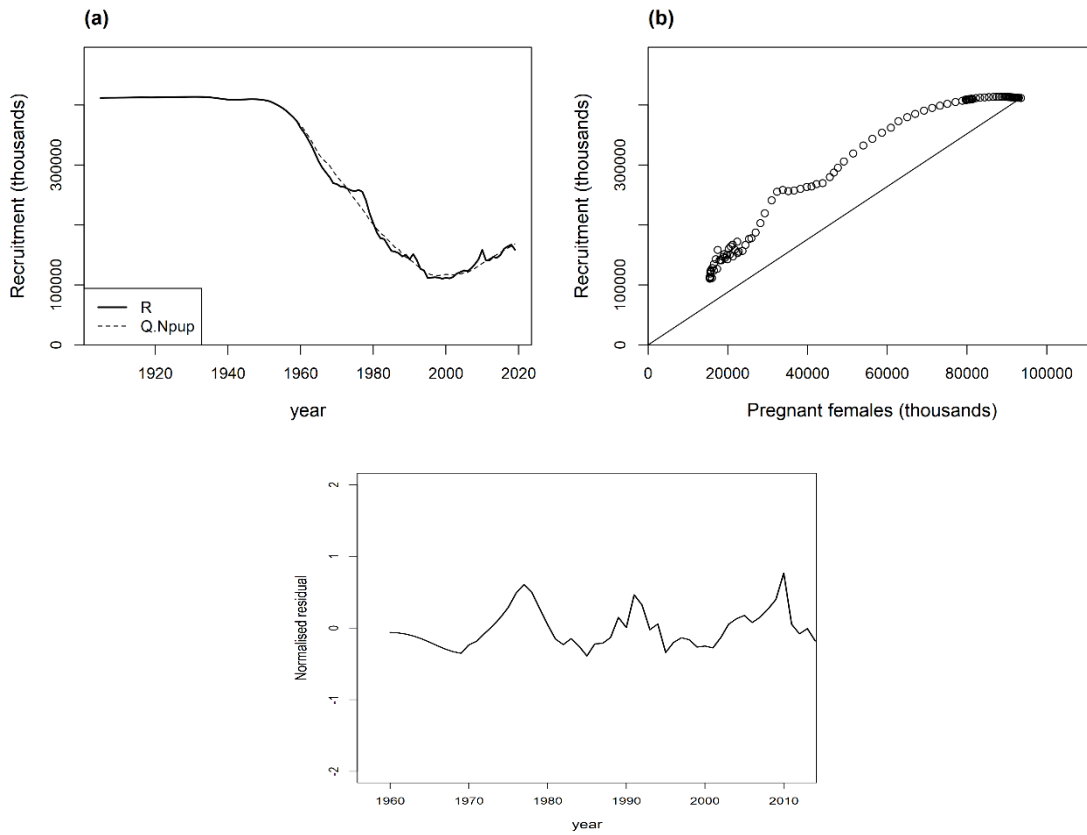 (a)
Recruitment (thousands)
0
100000
300000
R
Q.Npup
1920
1940
1960
1980
2000
2020
year
(b)
Recruitment (thousands)
0
100000
300000
0
20000
40000
60000
80000
100000
Pregnant females (thousands)
Normalised residual
2
1
0
-1
-2
1960
1970
1980
1990
2000
2010
year